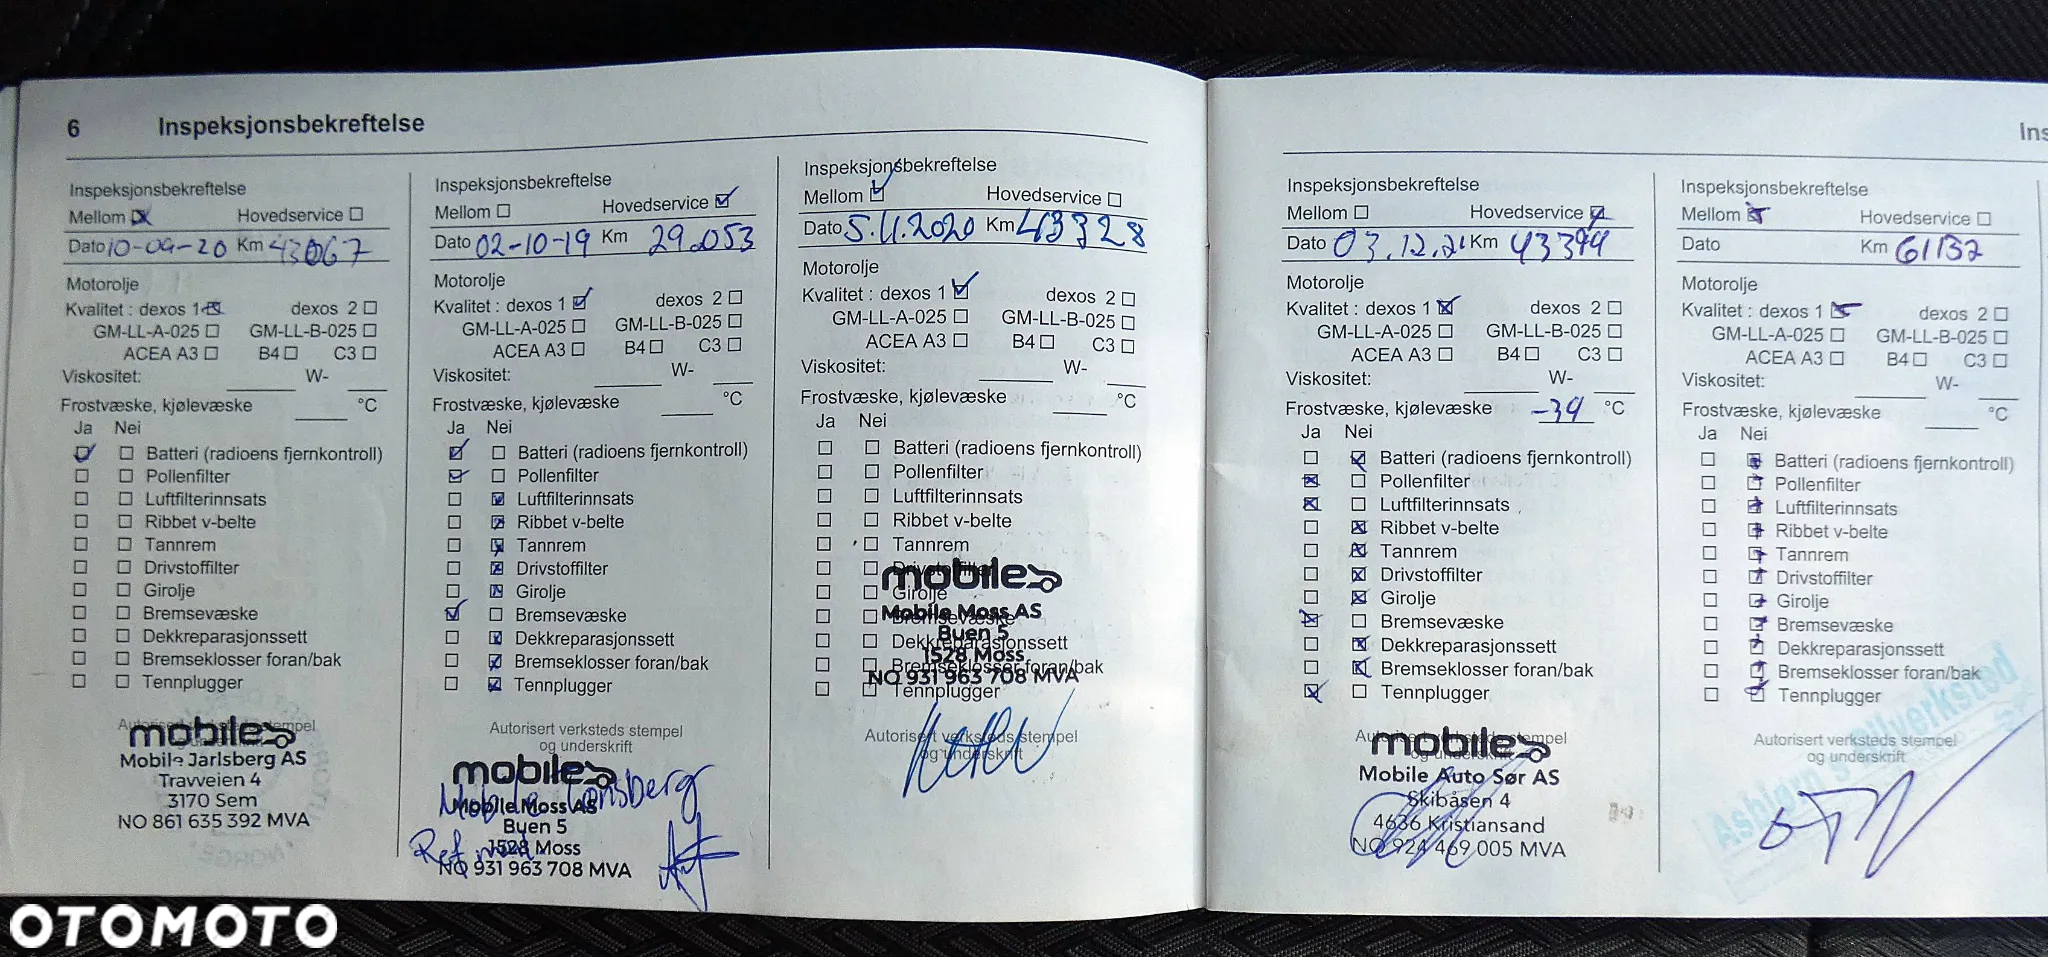 6 Inspeksjonsbekreftelse
Inspeksjonsbekreftelse
Mellom Hovedservice
Dato 10-09-20 Km 43067
Motorolje
Kvalitet : dexos 1 dexos 2
GM-LL-A-025 GM-LL-B-025
ACEA A3 B4 C3
Viskositet: W-
Frostvæske, kjølevæske °C
Ja Nei
Batteri (radioens fjernkontroll)
Pollenfilter
Luftfilterinnsats
Ribbet v-belte
Tannrem
Drivstoffilter
Girolje
Bremsevæske
Dekkreparasjonssett
Bremseklosser foran/bak
Tennplugger
mobile
Mobile Jarlsberg AS
Travveien 4
3170 Sem
NO 861 635 392 MVA
Inspeksjonsbekreftelse
Mellom Hovedservice
Dato 02-10-19 Km 29.053
Motorolje
Kvalitet : dexos 1 dexos 2
GM-LL-A-025 GM-LL-B-025
ACEA A3 B4 C3
Viskositet: W-
Frostvæske, kjølevæske °C
Ja Nei
Batteri (radioens fjernkontroll)
Pollenfilter
Luftfilterinnsats
Ribbet v-belte
Tannrem
Drivstoffilter
Girolje
Bremsevæske
Dekkreparasjonssett
Bremseklosser foran/bak
Tennplugger
Autorisert verksteds stempel
og underskrift
mobile
Mobile Moss AS
Buen 5
1528 Moss
NO 931 963 708 MVA
Inspeksjonsbekreftelse
Mellom Hovedservice
Dato 5.11.2020 Km 43328
Motorolje
Kvalitet : dexos 1 dexos 2
GM-LL-A-025 GM-LL-B-025
ACEA A3 B4 C3
Viskositet: W-
Frostvæske, kjølevæske °C
Ja Nei
Batteri (radioens fjernkontroll)
Pollenfilter
Luftfilterinnsats
Ribbet v-belte
Tannrem
Drivstoffilter
mobile
Girolje
Mobile Moss AS
Bremsevæske
Buen 5
Dekkreparasjonssett
1528 Moss
Bremseklosser foran/bak
NO 931 963 708 MVA
Tennplugger
Autorisert verksteds stempel
og underskrift
Ins
Inspeksjonsbekreftelse
Mellom Hovedservice
Dato 03.12.21 Km
Motorolje
Kvalitet : dexos 1 dexos 2
GM-LL-A-025 GM-LL-B-025
ACEA A3 B4 C3
Viskositet: W-
Frostvæske, kjølevæske -34 °C
Ja Nei
Batteri (radioens fjernkontroll)
Pollenfilter
Luftfilterinnsats
Ribbet v-belte
Tannrem
Drivstoffilter
Girolje
Bremsevæske
Dekkreparasjonssett
Bremseklosser foran/bak
Tennplugger
mobile
Mobile Auto Sør AS
Skibåsen 4
4636 Kristiansand
NO 924 469 005 MVA
Inspeksjonsbekreftelse
Mellom Hovedservice
Dato Km 61132
Motorolje
Kvalitet : dexos 1 dexos 2
GM-LL-A-025 GM-LL-B-025
ACEA A3 B4 C3
Viskositet: W-
Frostvæske, kjølevæske °C
Ja Nei
Batteri (radioens fjernkontroll)
Pollenfilter
Luftfilterinnsats
Ribbet v-belte
Tannrem
Drivstoffilter
Girolje
Bremsevæske
Dekkreparasjonssett
Bremseklosser foran/bak
Tennplugger
Autorisert verksteds stempel
og underskrift
OTOMOTO